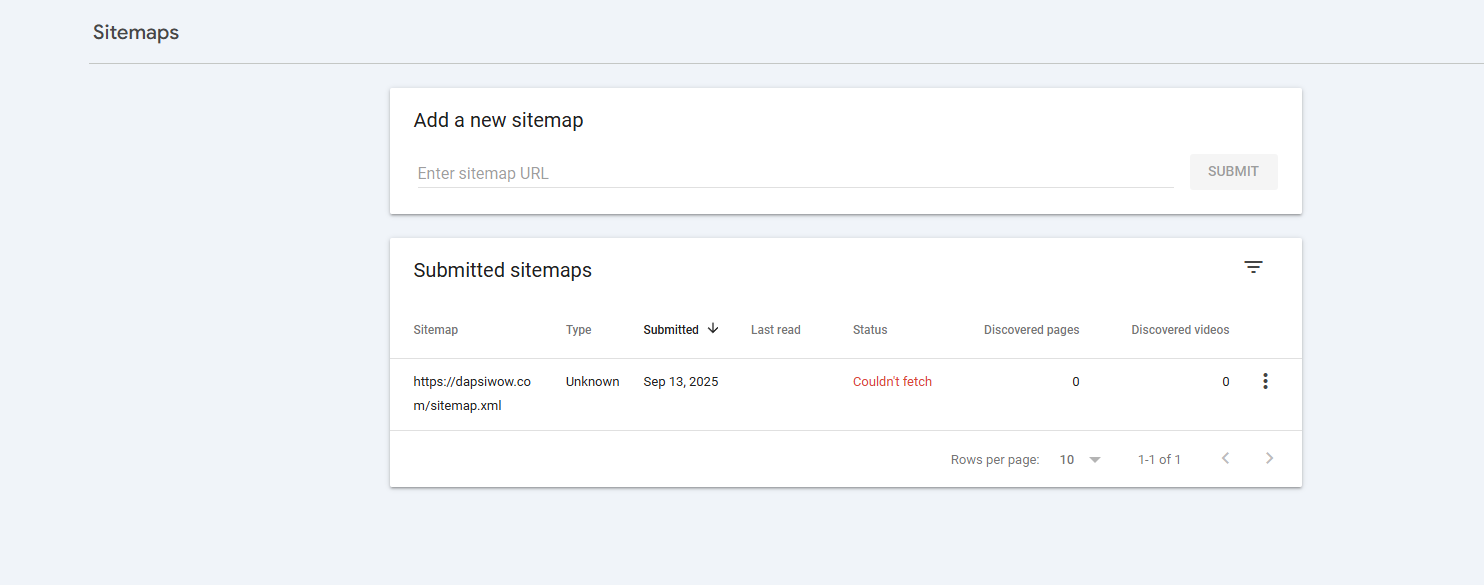 Sitemaps
Add a new sitemap
Enter sitemap URL
SUBMIT
Submitted sitemaps
Sitemap Type Submitted Last read Status Discovered pages Discovered videos
https://dapsiwow.co Unknown Sep 13, 2025 Couldn't fetch 0 0
m/sitemap.xml
Rows per page: 10 1-1 of 1